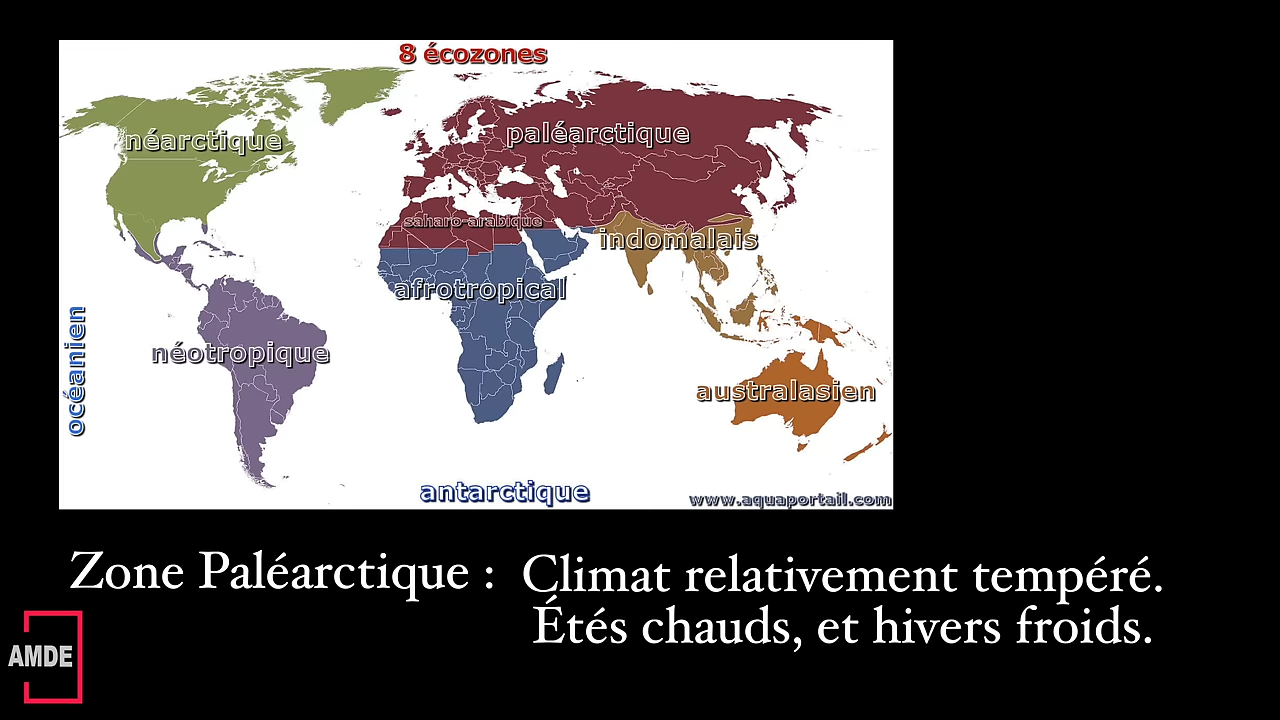 8 écozones
néarctique
paléarctique
saharo-arabique
indomalais
afrotropical
océanien
néotropique
australasien
antarctique
www.aquaportail.com
Zone Paléarctique : Climat relativement tempéré.
Étés chauds, et hivers froids.
AMDE